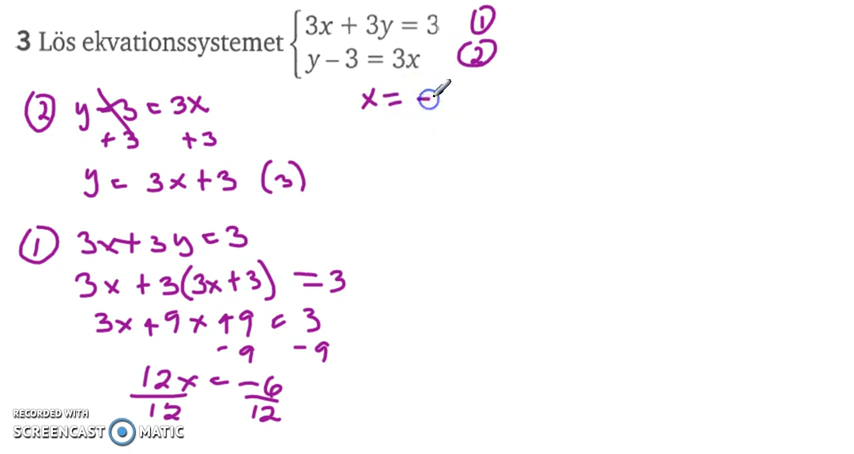 3 Lös ekvationssystemet { 3x + 3y = 3 ①
y – 3 = 3x ②
② y - 3 = 3x
+ 3 + 3
x = -
y = 3x + 3 (3)
① 3x + 3y = 3
3x + 3(3x + 3) = 3
3x + 9x + 9 = 3
- 9 - 9
12x = -6
12 12
RECORDED WITH
SCREENCAST MATIC